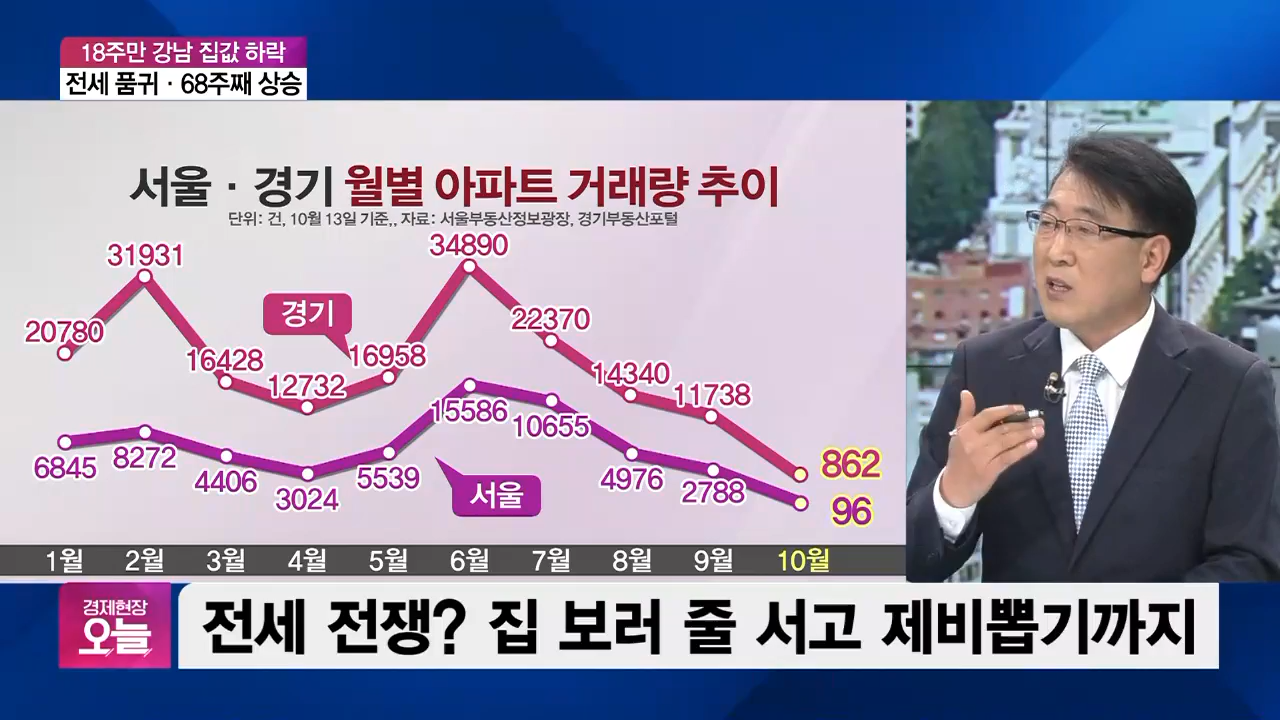 18주만 강남 집값 하락
전세 품귀 · 68주째 상승
서울 · 경기 월별 아파트 거래량 추이
단위: 건, 10월 13일 기준,, 자료: 서울부동산정보광장, 경기부동산포털
경기
20780 31931 16428 12732 16958 34890 22370 14340 11738 862
6845 8272 4406 3024 5539 15586 10655 4976 2788 96
서울
1월 2월 3월 4월 5월 6월 7월 8월 9월 10월
경제현장
오늘
전세 전쟁? 집 보러 줄 서고 제비뽑기까지